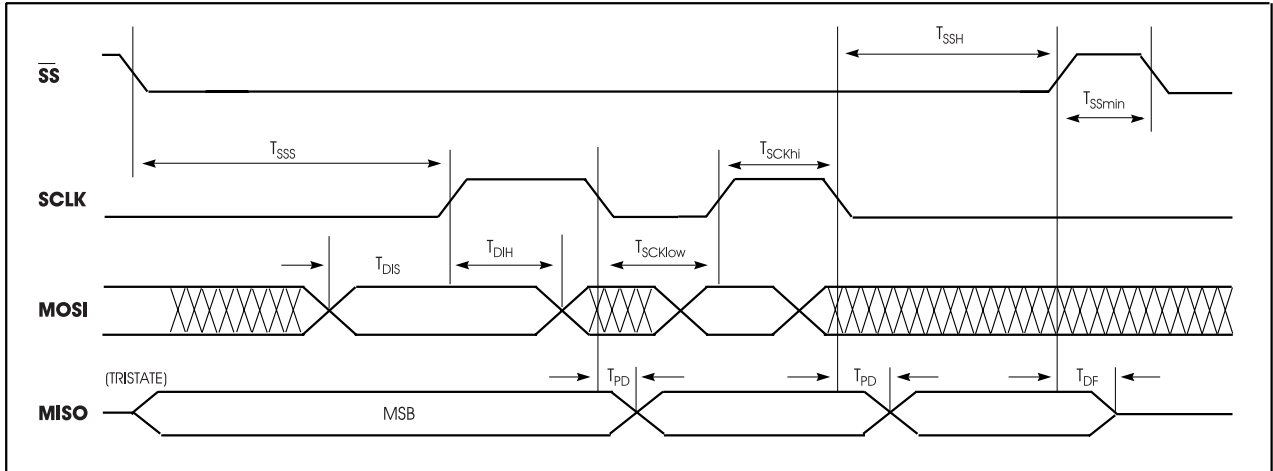 T_SSH
SS
T_SSmin
T_SSS
T_SCKhi
SCLK
T_DIH
T_SCKlow
T_DIS
MOSI
(TRISTATE)
T_PD
T_PD
T_DF
MISO
MSB